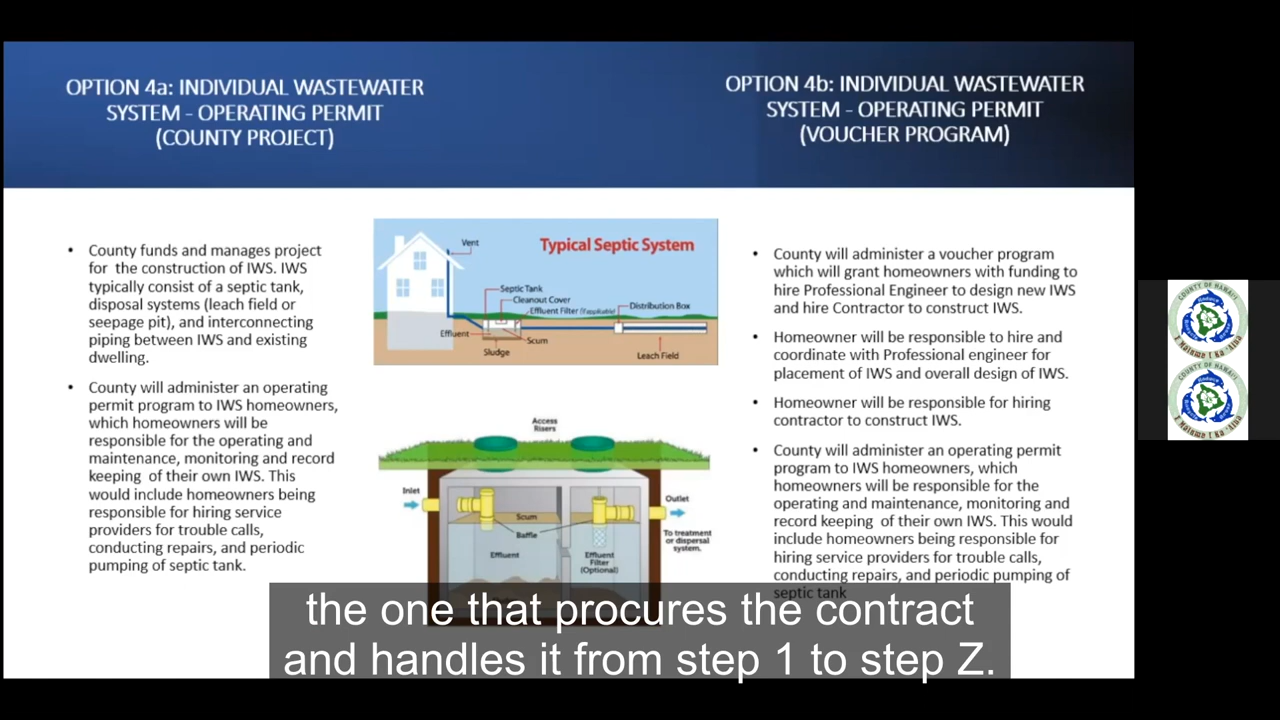 OPTION 4a: INDIVIDUAL WASTEWATER
SYSTEM - OPERATING PERMIT
(COUNTY PROJECT)
OPTION 4b: INDIVIDUAL WASTEWATER
SYSTEM - OPERATING PERMIT
(VOUCHER PROGRAM)
• County funds and manages project
for the construction of IWS. IWS
typically consist of a septic tank,
disposal systems (leach field or
seepage pit), and interconnecting
piping between IWS and existing
dwelling.
• County will administer an operating
permit program to IWS homeowners,
which homeowners will be
responsible for the operating and
maintenance, monitoring and record
keeping of their own IWS. This
would include homeowners being
responsible for hiring service
providers for trouble calls,
conducting repairs, and periodic
pumping of septic tank.
Typical Septic System
Vent
Septic Tank
Cleanout Cover
Effluent Filter (if applicable)
Distribution Box
Effluent
Scum
Sludge
Leach Field
Access
Risers
Inlet
Outlet
Scum
Baffle
To treatment
or dispersal
system.
Effluent
Effluent
Filter
(Optional)
• County will administer a voucher program
which will grant homeowners with funding to
hire Professional Engineer to design new IWS
and hire Contractor to construct IWS.
• Homeowner will be responsible to hire and
coordinate with Professional engineer for
placement of IWS and overall design of IWS.
• Homeowner will be responsible for hiring
contractor to construct IWS.
• County will administer an operating permit
program to IWS homeowners, which
homeowners will be responsible for the
operating and maintenance, monitoring and
record keeping of their own IWS. This would
include homeowners being responsible for
hiring service providers for trouble calls,
conducting repairs, and periodic pumping of
septic tank
the one that procures the contract
and handles it from step 1 to step Z.
COUNTY OF HAWAI'I
COUNTY OF HAWAI'I